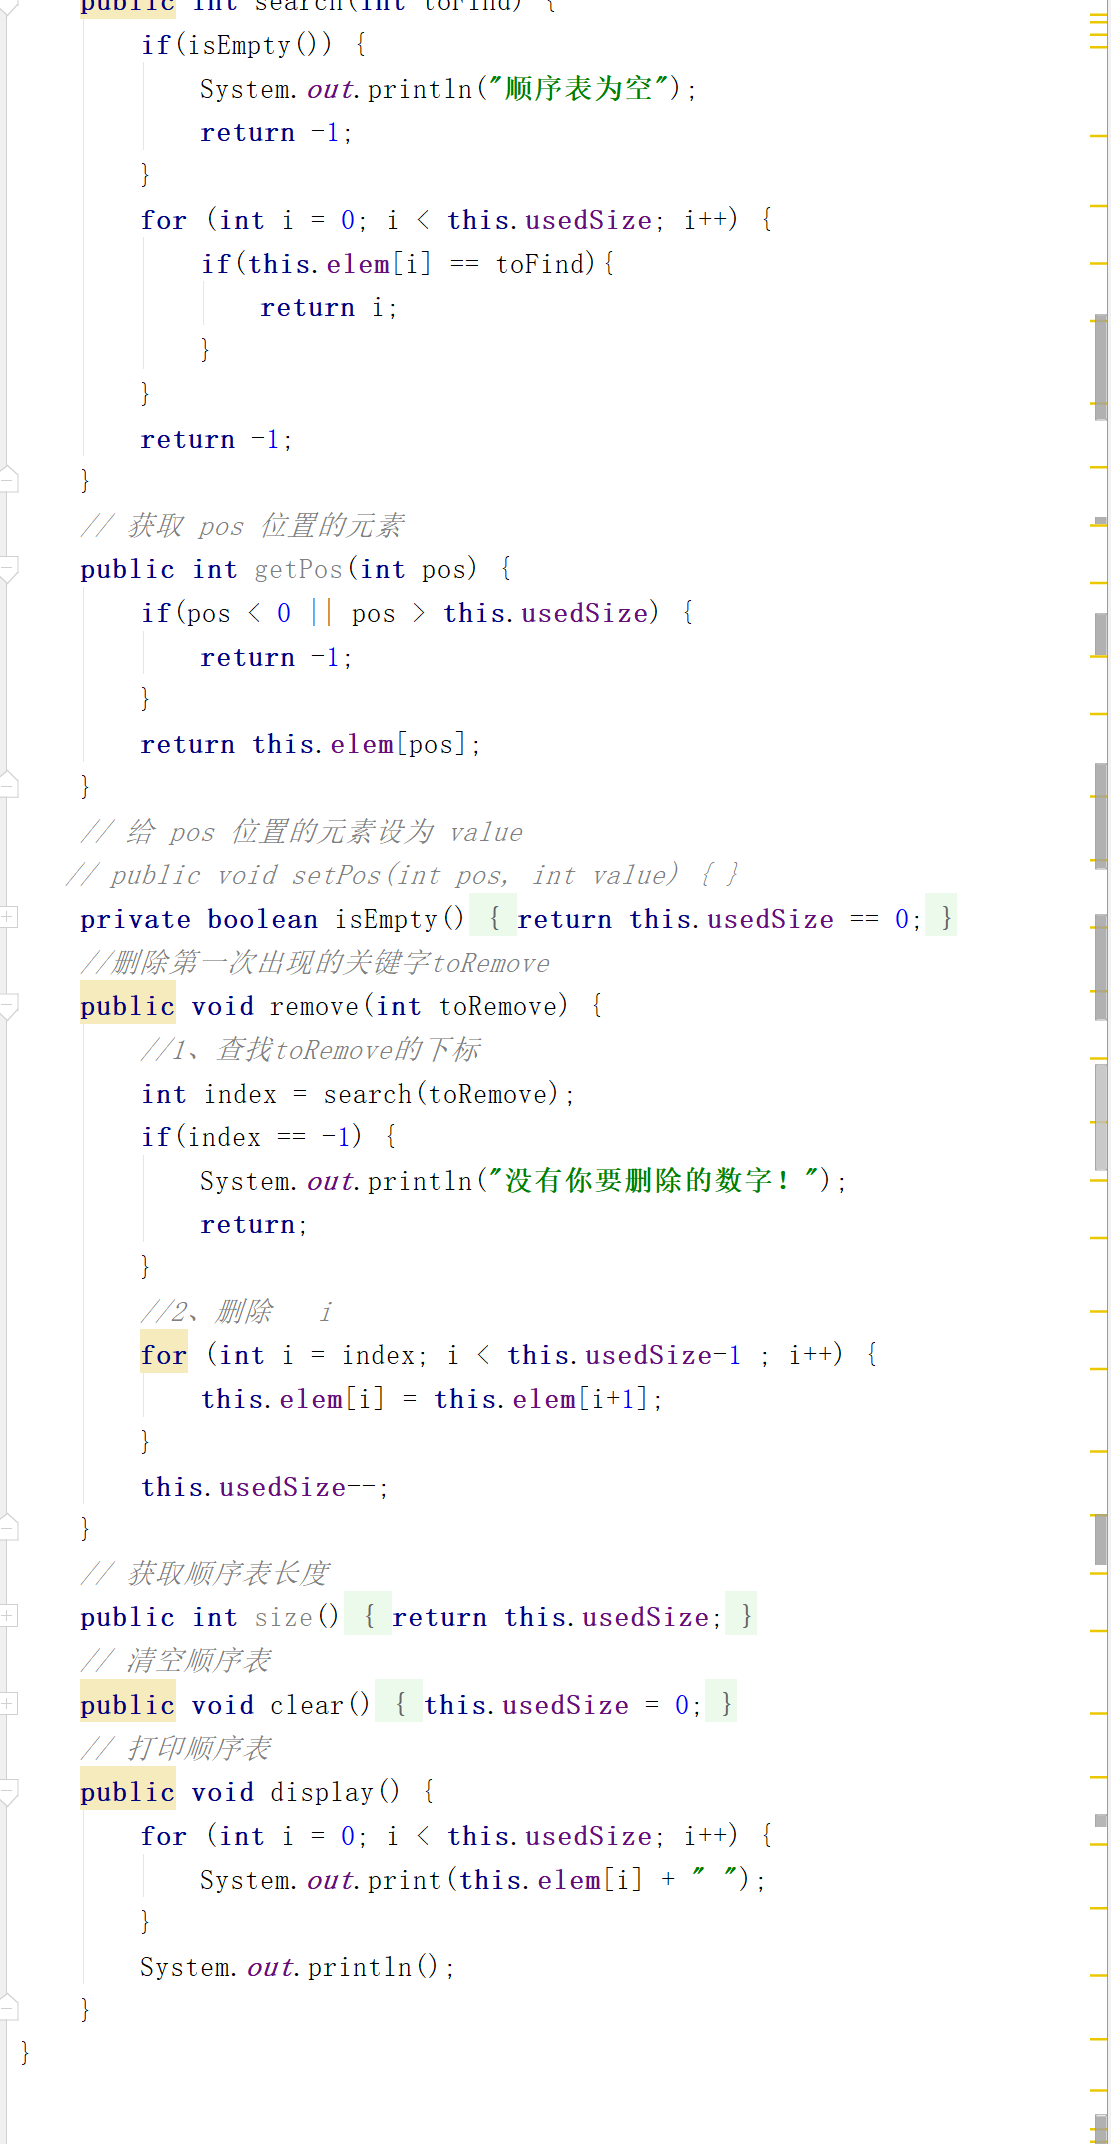 public int search(int toFind) {
if(isEmpty()) {
System.out.println("顺序表为空");
return -1;
}
for (int i = 0; i < this.usedSize; i++) {
if(this.elem[i] == toFind){
return i;
}
}
return -1;
}
// 获取 pos 位置的元素
public int getPos(int pos) {
if(pos < 0 || pos > this.usedSize) {
return -1;
}
return this.elem[pos];
}
// 给 pos 位置的元素设为 value
// public void setPos(int pos, int value) { }
private boolean isEmpty() { return this.usedSize == 0; }
//删除第一次出现的关键字toRemove
public void remove(int toRemove) {
//1、查找toRemove的下标
int index = search(toRemove);
if(index == -1) {
System.out.println("没有你要删除的数字！");
return;
}
//2、删除   i
for (int i = index; i < this.usedSize-1 ; i++) {
this.elem[i] = this.elem[i+1];
}
this.usedSize--;
}
// 获取顺序表长度
public int size() { return this.usedSize; }
// 清空顺序表
public void clear() { this.usedSize = 0; }
// 打印顺序表
public void display() {
for (int i = 0; i < this.usedSize; i++) {
System.out.print(this.elem[i] + " ");
}
System.out.println();
}
}